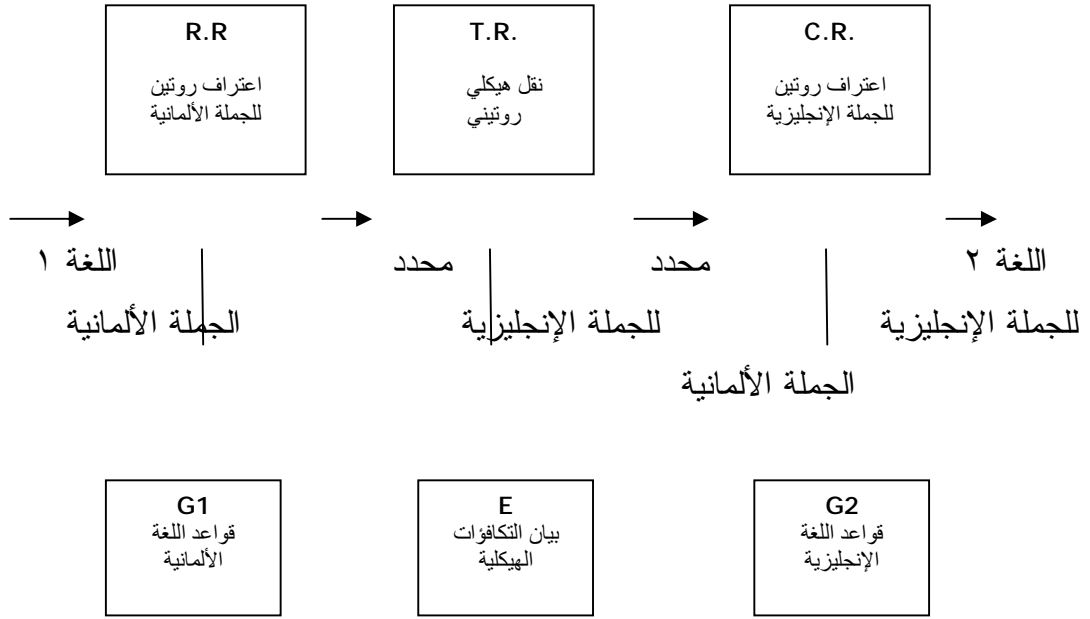 R.R
اعتراف روتين
للجملة الألمانية
T.R.
نقل هيكلي
روتيني
C.R.
اعتراف روتين
للجملة الإنجليزية
اللغة ١
محدد
محدد
اللغة ٢
الجملة الألمانية
للجملة الإنجليزية
للجملة الإنجليزية
الجملة الألمانية
G1
قواعد اللغة
الألمانية
E
بيان التكافؤات
الهيكلية
G2
قواعد اللغة
الإنجليزية